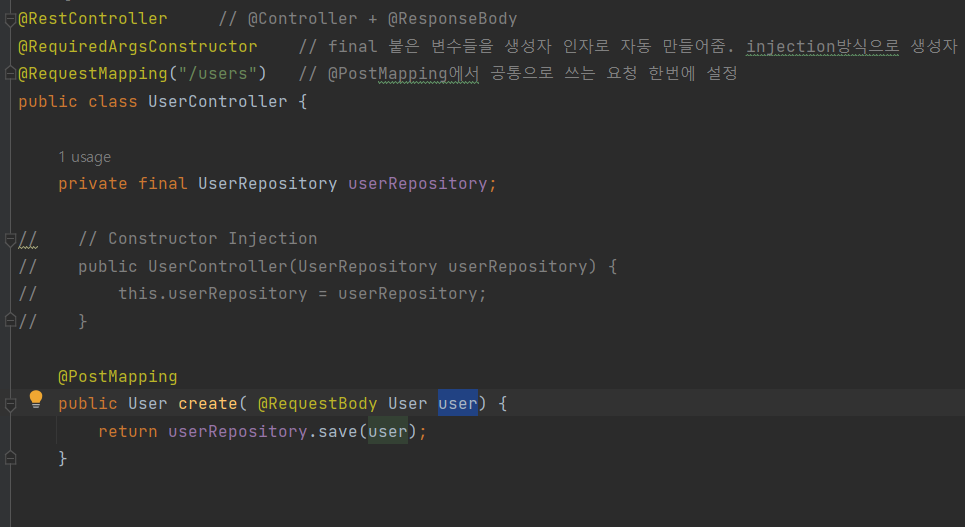 @RestController     // @Controller + @ResponseBody
@RequiredArgsConstructor    // final 붙은 변수들을 생성자 인자로 자동 만들어줌. injection방식으로 생성자
@RequestMapping("/users")   // @PostMapping에서 공통으로 쓰는 요청 한번에 설정
public class UserController {
1 usage
private final UserRepository userRepository;
//    // Constructor Injection
//    public UserController(UserRepository userRepository) {
//        this.userRepository = userRepository;
//    }
@PostMapping
public User create( @RequestBody User user) {
return userRepository.save(user);
}